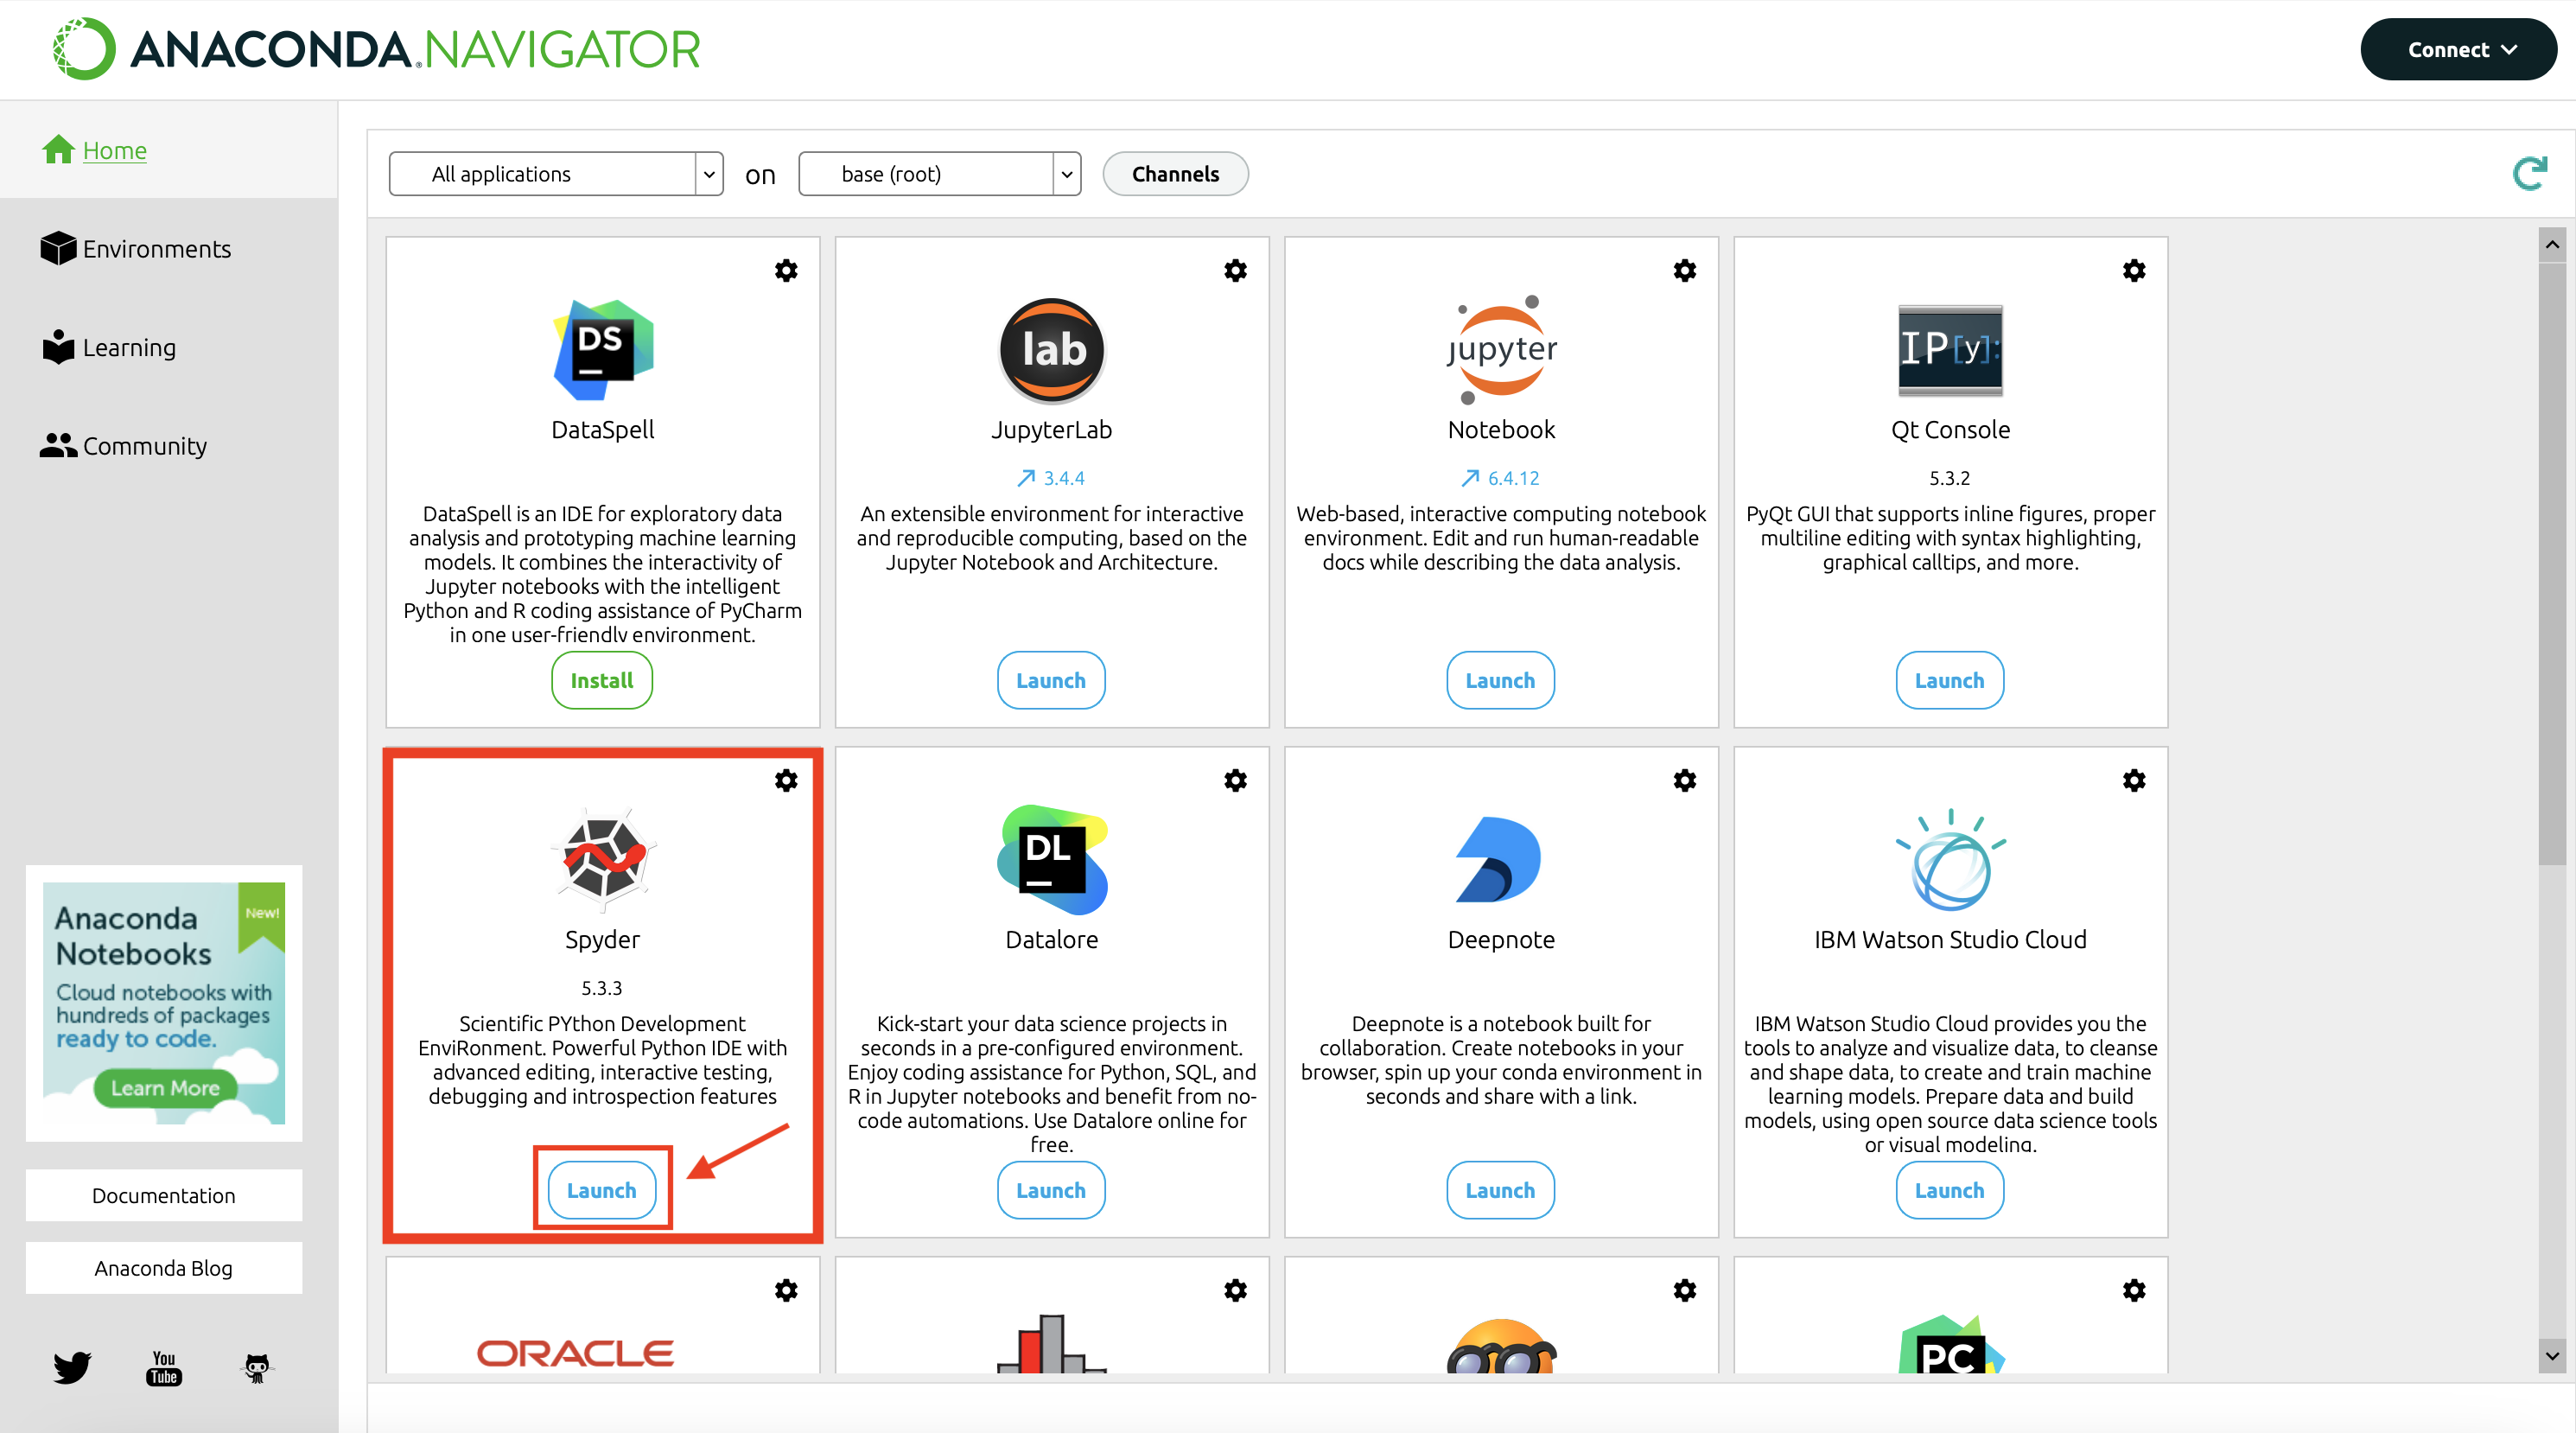 ANACONDA.NAVIGATOR
Connect
Home
Environments
Learning
Community
All applications
on
base (root)
Channels
DS
DataSpell
DataSpell is an IDE for exploratory data
analysis and prototyping machine learning
models. It combines the interactivity of
Jupyter notebooks with the intelligent
Python and R coding assistance of PyCharm
in one user-friendly environment.
Install
lab
JupyterLab
3.4.4
An extensible environment for interactive
and reproducible computing, based on the
Jupyter Notebook and Architecture.
Launch
jupyter
Notebook
6.4.12
Web-based, interactive computing notebook
environment. Edit and run human-readable
docs while describing the data analysis.
Launch
IP[y]:
Qt Console
5.3.2
PyQt GUI that supports inline figures, proper
multiline editing with syntax highlighting,
graphical calltips, and more.
Launch
Spyder
5.3.3
Scientific PYthon Development
EnviRonment. Powerful Python IDE with
advanced editing, interactive testing,
debugging and introspection features
Launch
DL
Datalore
Kick-start your data science projects in
seconds in a pre-configured environment.
Enjoy coding assistance for Python, SQL, and
R in Jupyter notebooks and benefit from no-
code automations. Use Datalore online for
free.
Launch
Deepnote
Deepnote is a notebook built for
collaboration. Create notebooks in your
browser, spin up your conda environment in
seconds and share with a link.
Launch
IBM Watson Studio Cloud
IBM Watson Studio Cloud provides you the
tools to analyze and visualize data, to cleanse
and shape data, to create and train machine
learning models. Prepare data and build
models, using open source data science tools
or visual modeling.
Launch
ORACLE
PC
Anaconda
Notebooks
New!
Cloud notebooks with
hundreds of packages
ready to code.
Learn More
Documentation
Anaconda Blog
You
Tube